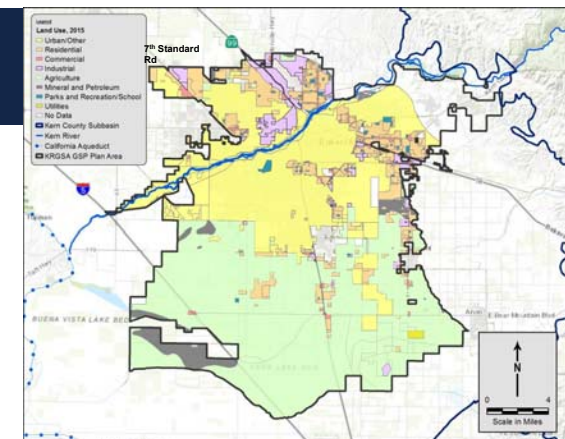 Legend
Land Use, 2015
Urban/Other
Residential
Commercial
Industrial
Agriculture
Mineral and Petroleum
Parks and Recreation/School
Utilities
No Data
Kern County Subbasin
Kern River
California Aqueduct
KRGSA GSP Plan Area
7th Standard
Rd
99
5
BUENA VISTA LAKE BED
Arvin
E Bear Mountain Blvd
N
0 4
Scale in Miles